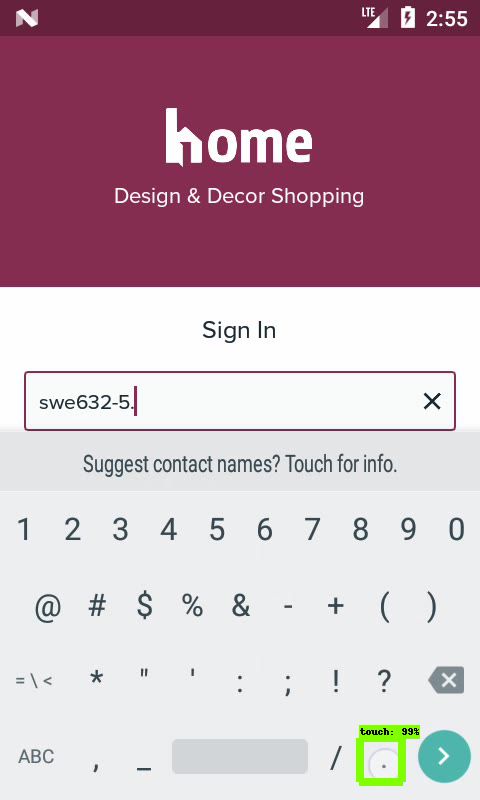 LTE 2:55
home
Design & Decor Shopping
Sign In
swe632-5.
Suggest contact names? Touch for info.
1 2 3 4 5 6 7 8 9 0
@ # $ % & - + ( )
= \ < * " ' : ; ! ?
touch: 99%
ABC , _ / .